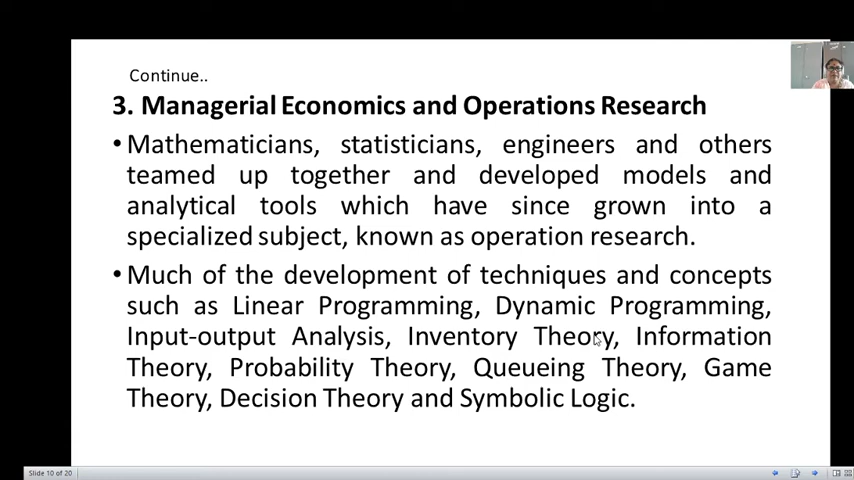 Continue..
3. Managerial Economics and Operations Research
• Mathematicians, statisticians, engineers and others
teamed up together and developed models and
analytical tools which have since grown into a
specialized subject, known as operation research.
• Much of the development of techniques and concepts
such as Linear Programming, Dynamic Programming,
Input-output Analysis, Inventory Theory, Information
Theory, Probability Theory, Queueing Theory, Game
Theory, Decision Theory and Symbolic Logic.
Slide 10 of 20